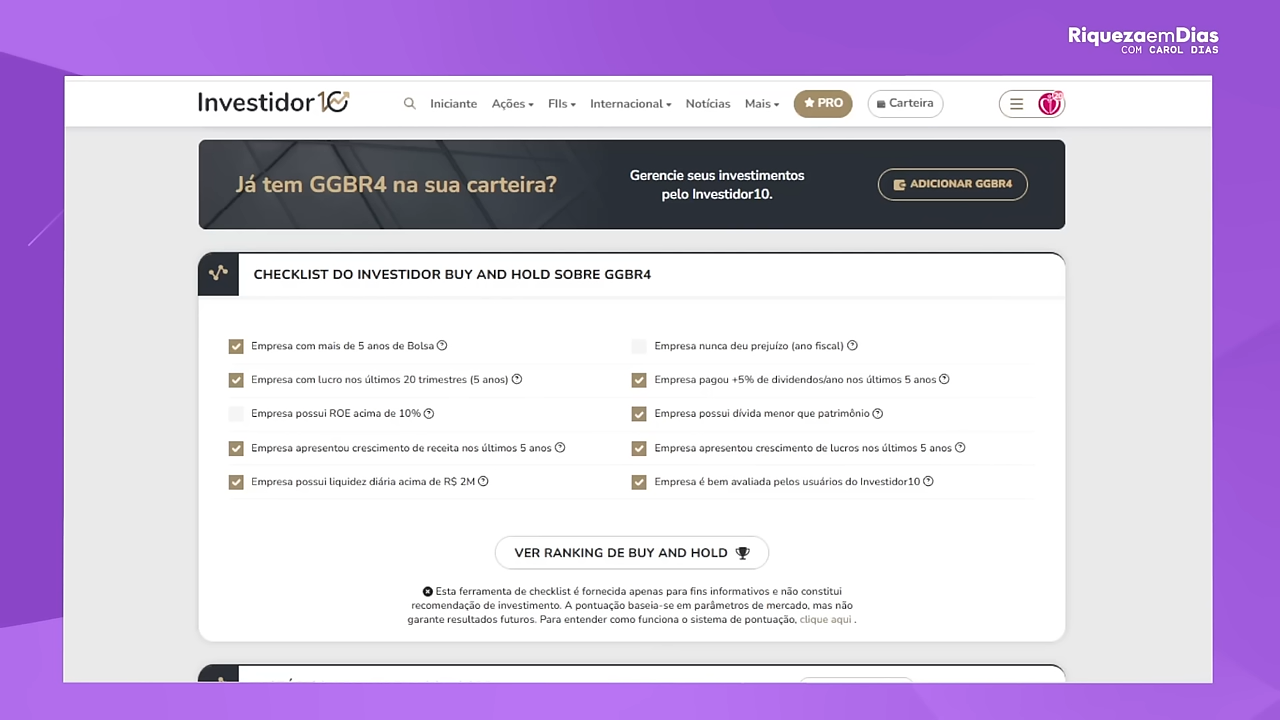 RiquezaemDias
COM CAROL DIAS
Investidor10
Iniciante
Ações
FIIs
Internacional
Notícias
Mais
PRO
Carteira
Já tem GGBR4 na sua carteira?
Gerencie seus investimentos
pelo Investidor10.
ADICIONAR GGBR4
CHECKLIST DO INVESTIDOR BUY AND HOLD SOBRE GGBR4
Empresa com mais de 5 anos de Bolsa
Empresa nunca deu prejuízo (ano fiscal)
Empresa com lucro nos últimos 20 trimestres (5 anos)
Empresa pagou +5% de dividendos/ano nos últimos 5 anos
Empresa possui ROE acima de 10%
Empresa possui dívida menor que patrimônio
Empresa apresentou crescimento de receita nos últimos 5 anos
Empresa apresentou crescimento de lucros nos últimos 5 anos
Empresa possui liquidez diária acima de R$ 2M
Empresa é bem avaliada pelos usuários do Investidor10
VER RANKING DE BUY AND HOLD
Esta ferramenta de checklist é fornecida apenas para fins informativos e não constitui
recomendação de investimento. A pontuação baseia-se em parâmetros de mercado, mas não
garante resultados futuros. Para entender como funciona o sistema de pontuação, clique aqui .